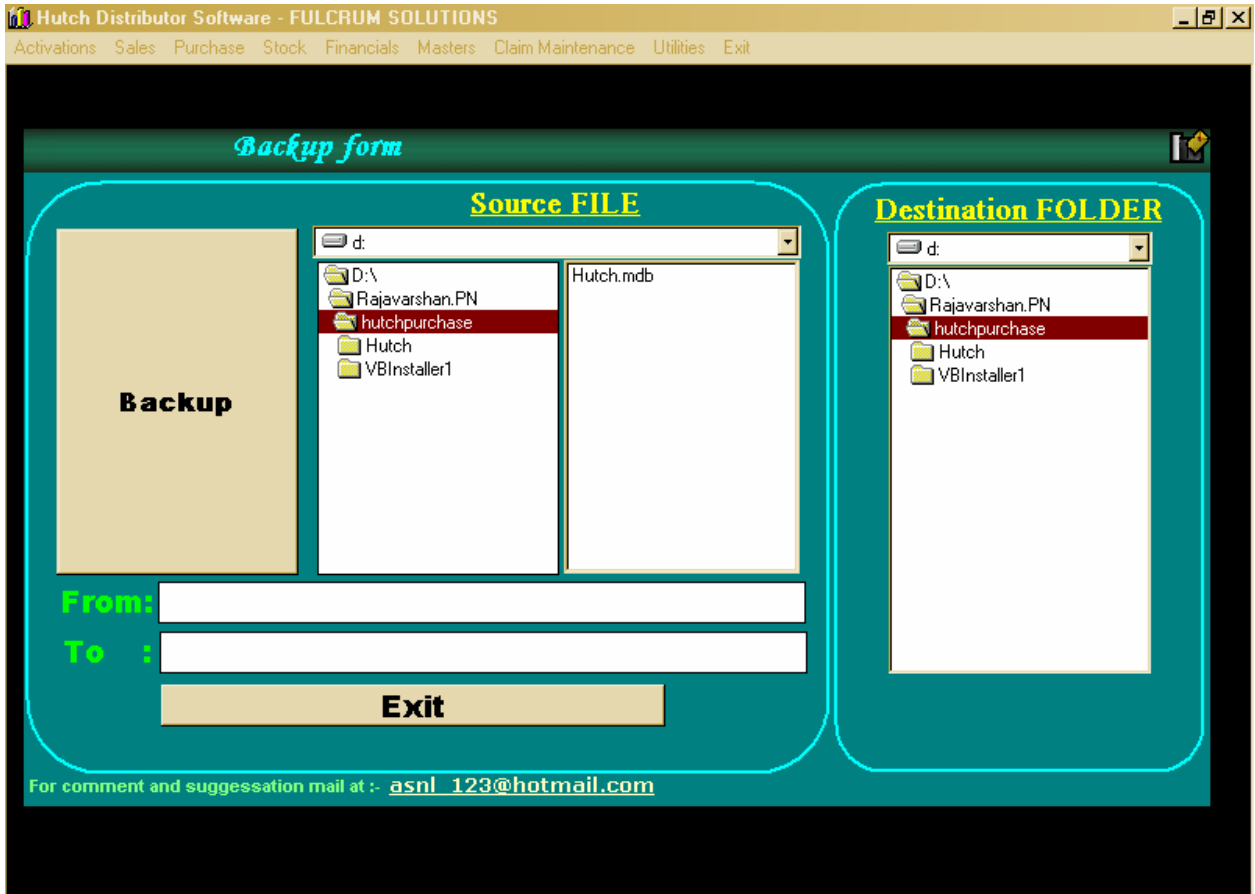 Hutch Distributor Software - FULCRUM SOLUTIONS
Activations Sales Purchase Stock Financials Masters Claim Maintenance Utilities Exit
Backup form
Source FILE
d:
D:\
Rajavarshan.PN
hutchpurchase
Hutch
VBInstaller1
Hutch.mdb
Backup
From:
To :
Exit
Destination FOLDER
d:
D:\
Rajavarshan.PN
hutchpurchase
Hutch
VBInstaller1
For comment and suggessation mail at :- asnl_123@hotmail.com